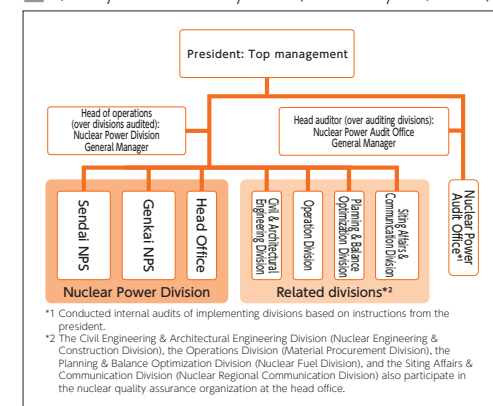 President: Top management
Head of operations
(over divisions audited):
Nuclear Power Division
General Manager
Head auditor (over auditing divisions):
Nuclear Power Audit Office
General Manager
Sendai NPS
Genkai NPS
Head Office
Civil & Architectural
Engineering Division
Operation Division
Planning & Balance
Optimization Division
Siting Affairs &
Communication Division
Nuclear Power
Audit Office*1
Nuclear Power Division
Related divisions*2
*1 Conducted internal audits of implementing divisions based on instructions from the
president.
*2 The Civil Engineering & Architectural Engineering Division (Nuclear Engineering &
Construction Division), the Operations Division (Material Procurement Division), the
Planning & Balance Optimization Division (Nuclear Fuel Division), and the Siting Affairs &
Communication Division (Nuclear Regional Communication Division) also participate in
the nuclear quality assurance organization at the head office.